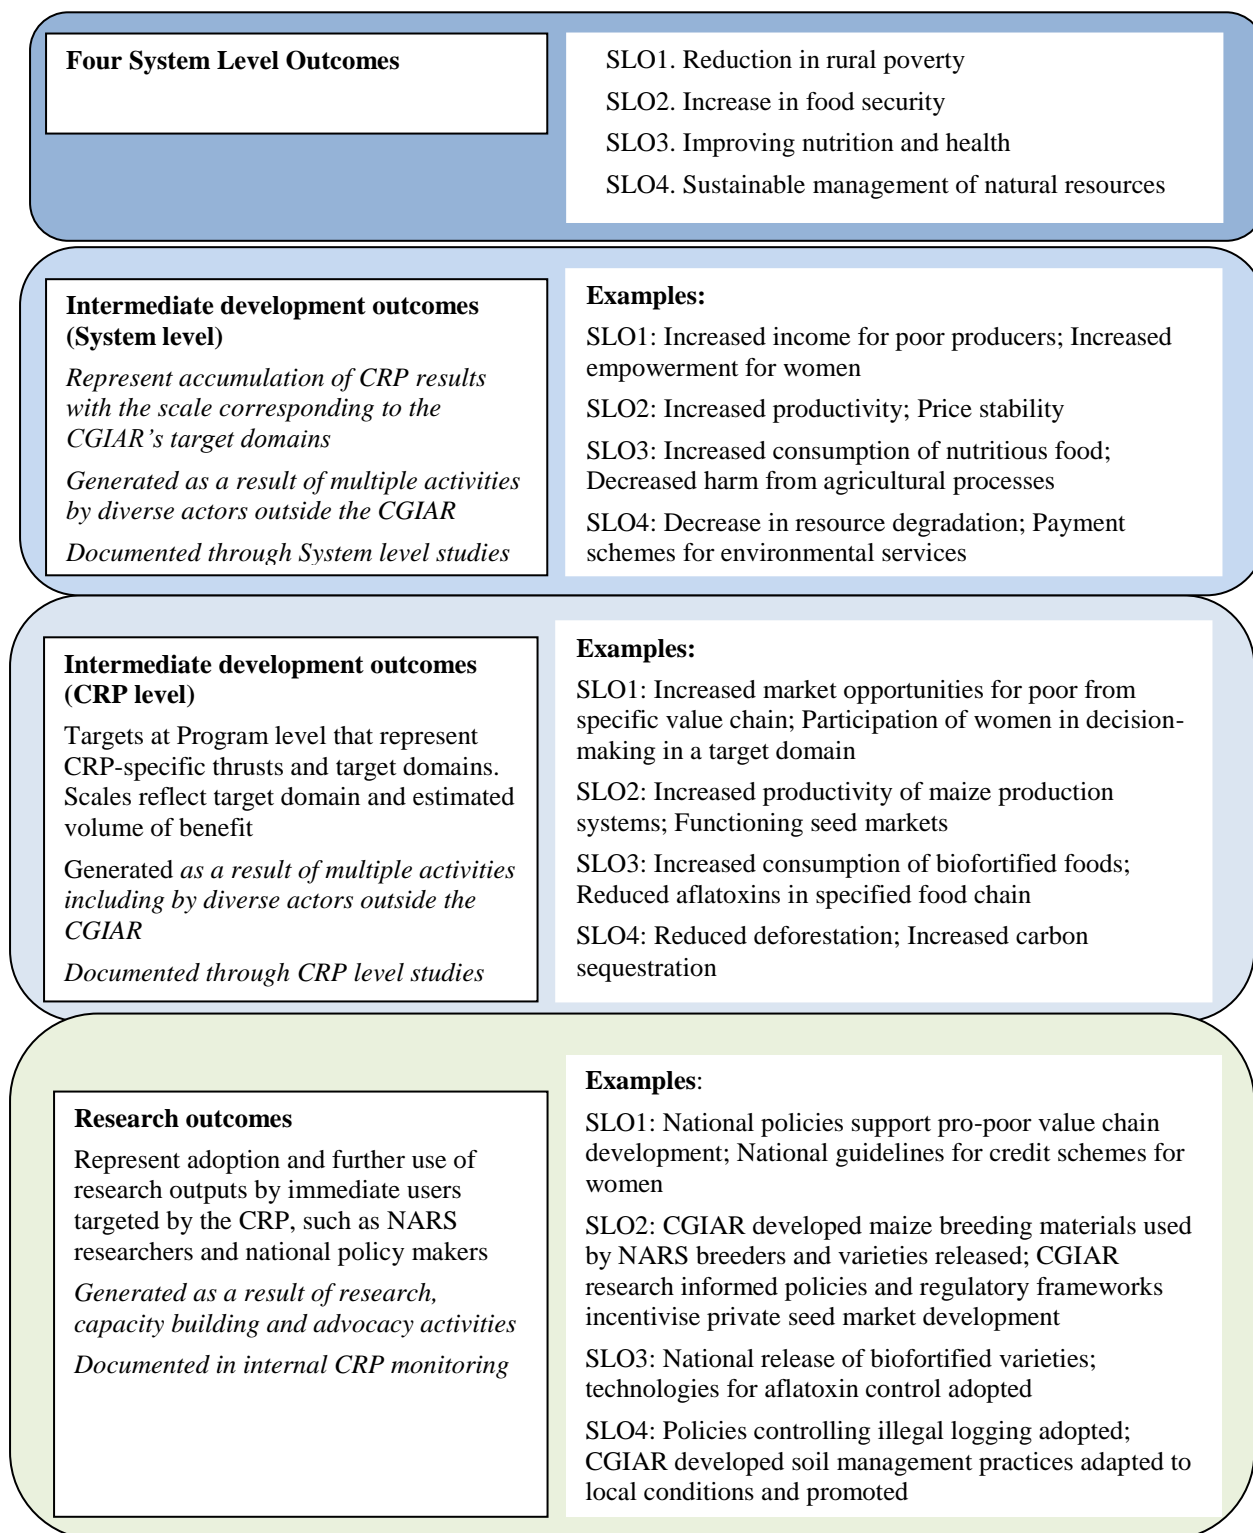 Four System Level Outcomes
SLO1. Reduction in rural poverty
SLO2. Increase in food security
SLO3. Improving nutrition and health
SLO4. Sustainable management of natural resources
Intermediate development outcomes
(System level)
Represent accumulation of CRP results
with the scale corresponding to the
CGIAR's target domains
Generated as a result of multiple activities
by diverse actors outside the CGIAR
Documented through System level studies
Examples:
SLO1: Increased income for poor producers; Increased
empowerment for women
SLO2: Increased productivity; Price stability
SLO3: Increased consumption of nutritious food;
Decreased harm from agricultural processes
SLO4: Decrease in resource degradation; Payment
schemes for environmental services
Intermediate development outcomes
(CRP level)
Targets at Program level that represent
CRP-specific thrusts and target domains.
Scales reflect target domain and estimated
volume of benefit
Generated as a result of multiple activities
including by diverse actors outside the
CGIAR
Documented through CRP level studies
Examples:
SLO1: Increased market opportunities for poor from
specific value chain; Participation of women in decision-
making in a target domain
SLO2: Increased productivity of maize production
systems; Functioning seed markets
SLO3: Increased consumption of biofortified foods;
Reduced aflatoxins in specified food chain
SLO4: Reduced deforestation; Increased carbon
sequestration
Research outcomes
Represent adoption and further use of
research outputs by immediate users
targeted by the CRP, such as NARS
researchers and national policy makers
Generated as a result of research,
capacity building and advocacy activities
Documented in internal CRP monitoring
Examples:
SLO1: National policies support pro-poor value chain
development; National guidelines for credit schemes for
women
SLO2: CGIAR developed maize breeding materials used
by NARS breeders and varieties released; CGIAR
research informed policies and regulatory frameworks
incentivise private seed market development
SLO3: National release of biofortified varieties;
technologies for aflatoxin control adopted
SLO4: Policies controlling illegal logging adopted;
CGIAR developed soil management practices adapted to
local conditions and promoted